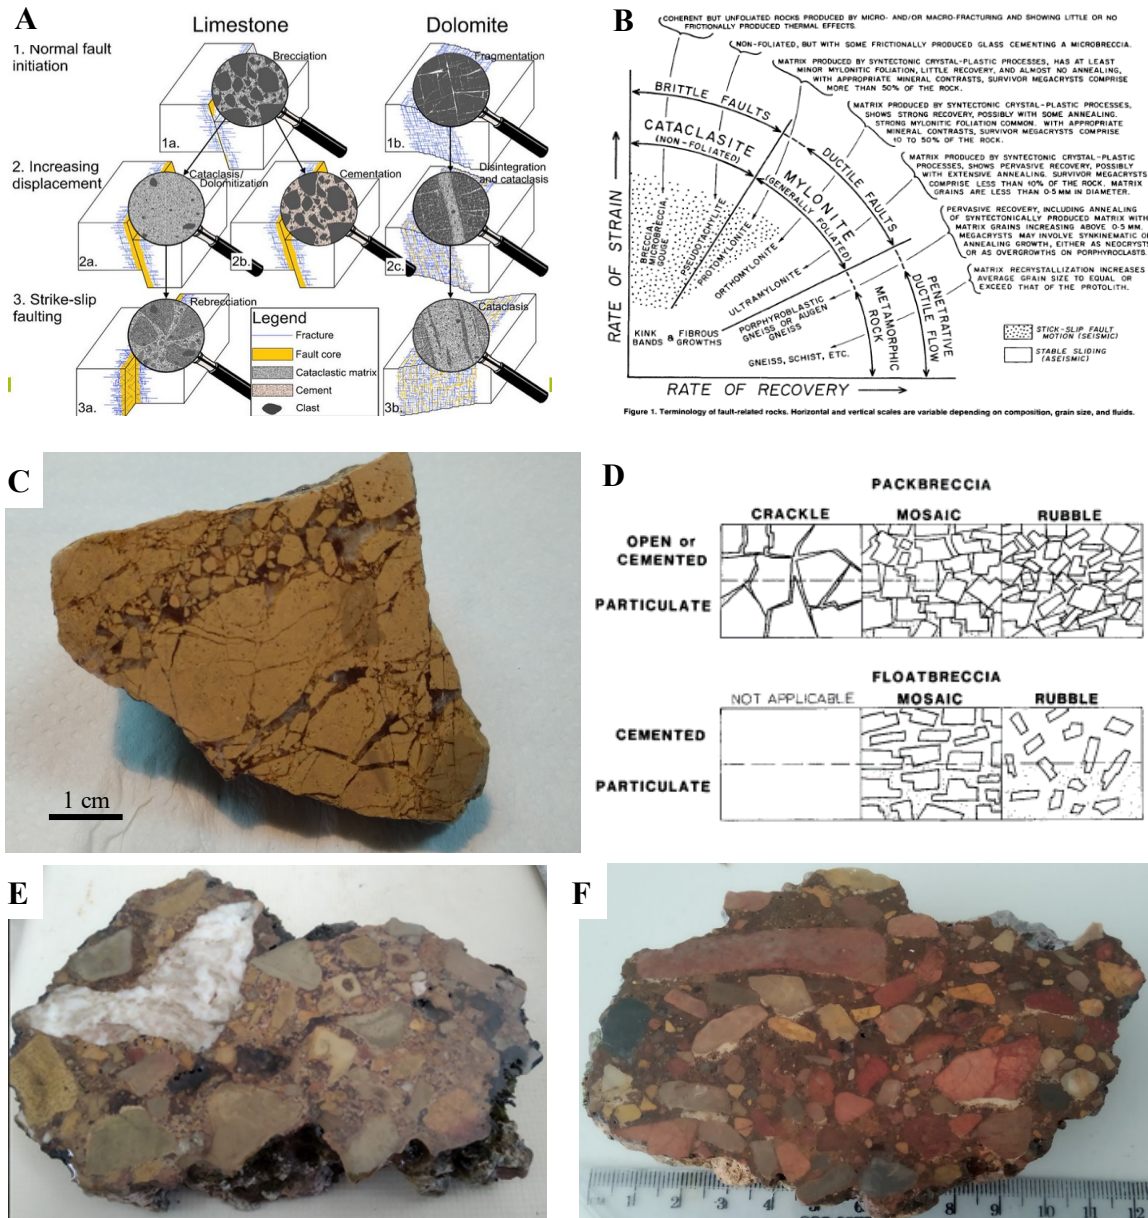 A
Limestone
Dolomite
1. Normal fault
initiation
Brecciation
Fragmentation
1a.
1b.
2. Increasing
displacement
Cataclasis/
Dolomitization
Cementation
Disintegration
and cataclasis
2a.
2b.
2c.
3. Strike-slip
faulting
Rebrecciation
Cataclasis
3a.
3b.
Legend
Fracture
Fault core
Cataclastic matrix
Cement
Clast
B
COHERENT BUT UNFOLIATED ROCKS PRODUCED BY MICRO- AND/OR MACRO-FRACTURING AND SHOWING LITTLE OR NO
FRICTIONALLY PRODUCED THERMAL EFFECTS.
NON-FOLIATED, BUT WITH SOME FRICTIONALLY PRODUCED GLASS CEMENTING A MICROBRECCIA.
MATRIX PRODUCED BY SYNTECTONIC CRYSTAL-PLASTIC PROCESSES, HAS AT LEAST
MINOR MYLONITIC FOLIATION, LITTLE RECOVERY, AND ALMOST NO ANNEALING,
WITH APPROPRIATE MINERAL CONTRASTS, SURVIVOR MEGACRYSTS COMPRISE
MORE THAN 50% OF THE ROCK.
MATRIX PRODUCED BY SYNTECTONIC CRYSTAL-PLASTIC PROCESSES,
SHOWS STRONG RECOVERY, POSSIBLY WITH SOME ANNEALING.
STRONG MYLONITIC FOLIATION COMMON. WITH APPROPRIATE
MINERAL CONTRASTS, SURVIVOR MEGACRYSTS COMPRISE
10 TO 50% OF THE ROCK.
MATRIX PRODUCED BY SYNTECTONIC CRYSTAL-PLASTIC
PROCESSES, SHOWS PERVASIVE RECOVERY, POSSIBLY
WITH EXTENSIVE ANNEALING. SURVIVOR MEGACRYSTS
COMPRISE LESS THAN 10% OF THE ROCK. MATRIX
GRAINS ARE LESS THAN 0·5 MM IN DIAMETER.
PERVASIVE RECOVERY, INCLUDING ANNEALING
OF SYNTECTONICALLY PRODUCED MATRIX WITH
MATRIX GRAINS INCREASING ABOVE 0·5 MM.
MEGACRYSTS MAY INVOLVE SYNKINEMATIC OR
ANNEALING GROWTH, EITHER AS NEOCRYSTS
OR AS OVERGROWTHS ON PORPHYROCLASTS.
MATRIX RECRYSTALLIZATION INCREASES
AVERAGE GRAIN SIZE TO EQUAL OR
EXCEED THAT OF THE PROTOLITH.
BRITTLE FAULTS
CATACLASITE
(NON-FOLIATED)
DUCTILE FAULTS
MYLONITE
(GENERALLY FOLIATED)
BRECCIA
MICROBRECCIA
GOUGE
PSEUDOTACHYLITE
PROTOMYLONITE
ORTHOMYLONITE
ULTRAMYLONITE
PORPHYROBLASTIC
GNEISS OR AUGEN
GNEISS
GNEISS, SCHIST, ETC.
METAMORPHIC
ROCK
PENETRATIVE
DUCTILE FLOW
KINK
BANDS
a
FIBROUS
GROWTHS
RATE OF STRAIN
RATE OF RECOVERY
STICK-SLIP FAULT
MOTION (SEISMIC)
STABLE SLIDING
(ASEISMIC)
Figure 1. Terminology of fault-related rocks. Horizontal and vertical scales are variable depending on composition, grain size, and fluids.
C
1 cm
D
PACKBRECCIA
CRACKLE
MOSAIC
RUBBLE
OPEN or
CEMENTED
PARTICULATE
FLOATBRECCIA
NOT APPLICABLE
MOSAIC
RUBBLE
CEMENTED
PARTICULATE
E
F
1 2 3 4 5 6 7 8 9 10 11 12